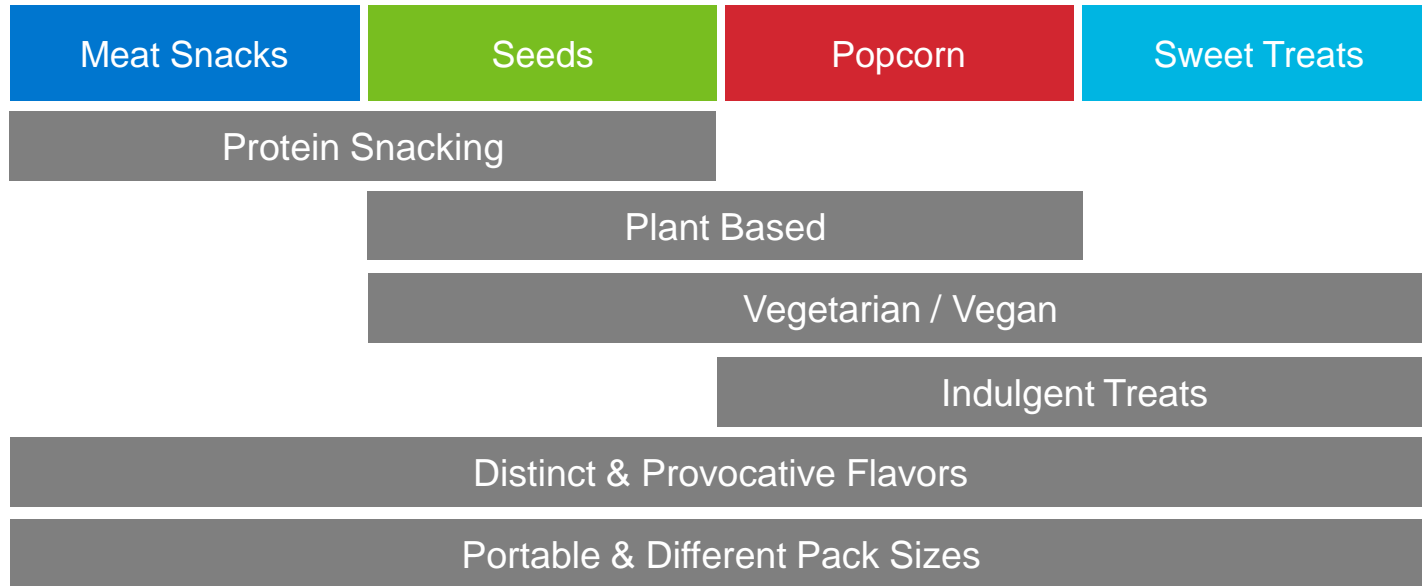 Meat Snacks
Seeds
Popcorn
Sweet Treats
Protein Snacking
Plant Based
Vegetarian / Vegan
Indulgent Treats
Distinct & Provocative Flavors
Portable & Different Pack Sizes